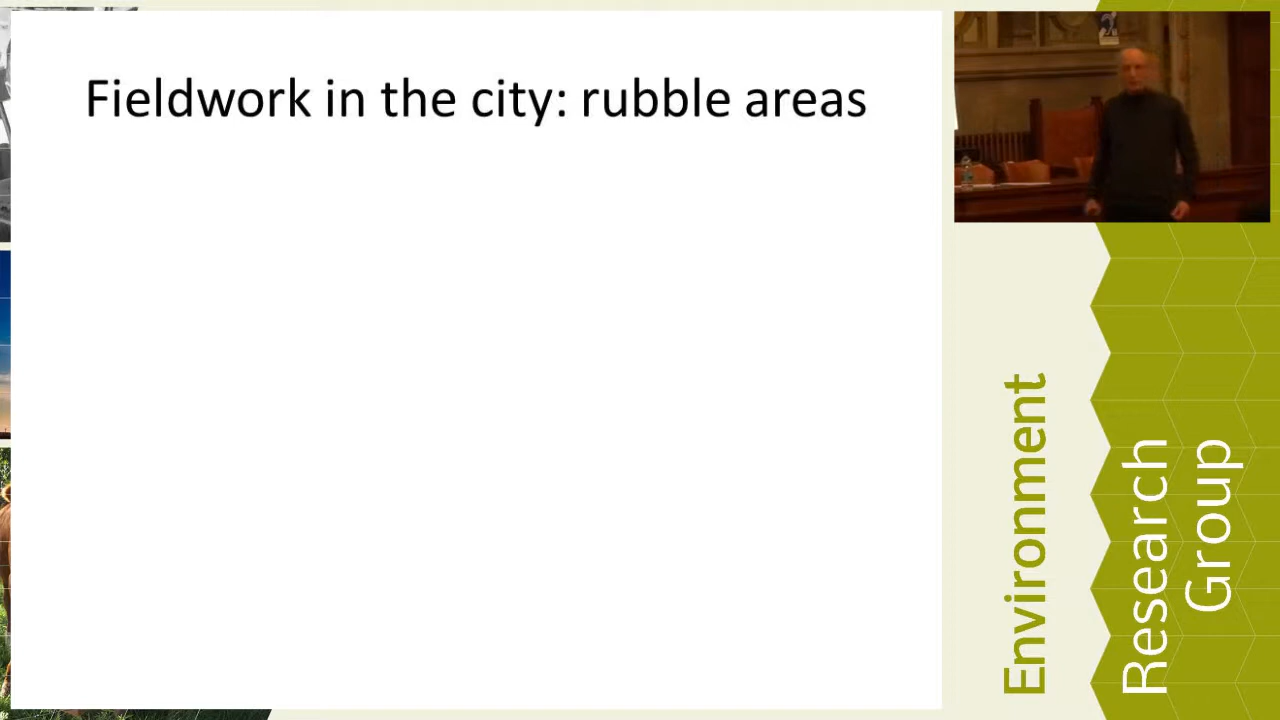 Fieldwork in the city: rubble areas
Environment
Research
Group